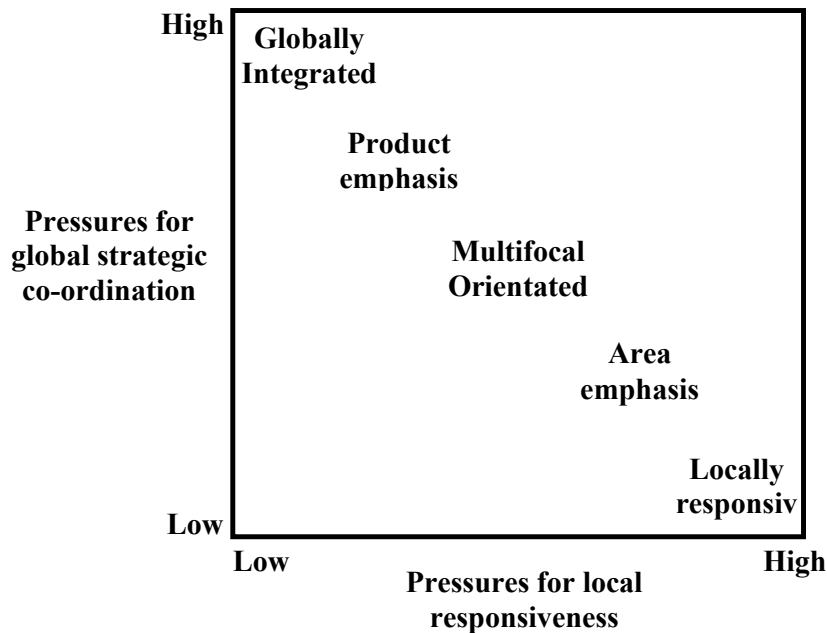 High
Globally
Integrated
Product
emphasis
Pressures for
global strategic
co-ordination
Multifocal
Orientated
Area
emphasis
Locally
responsiv
Low
Low
High
Pressures for local
responsiveness